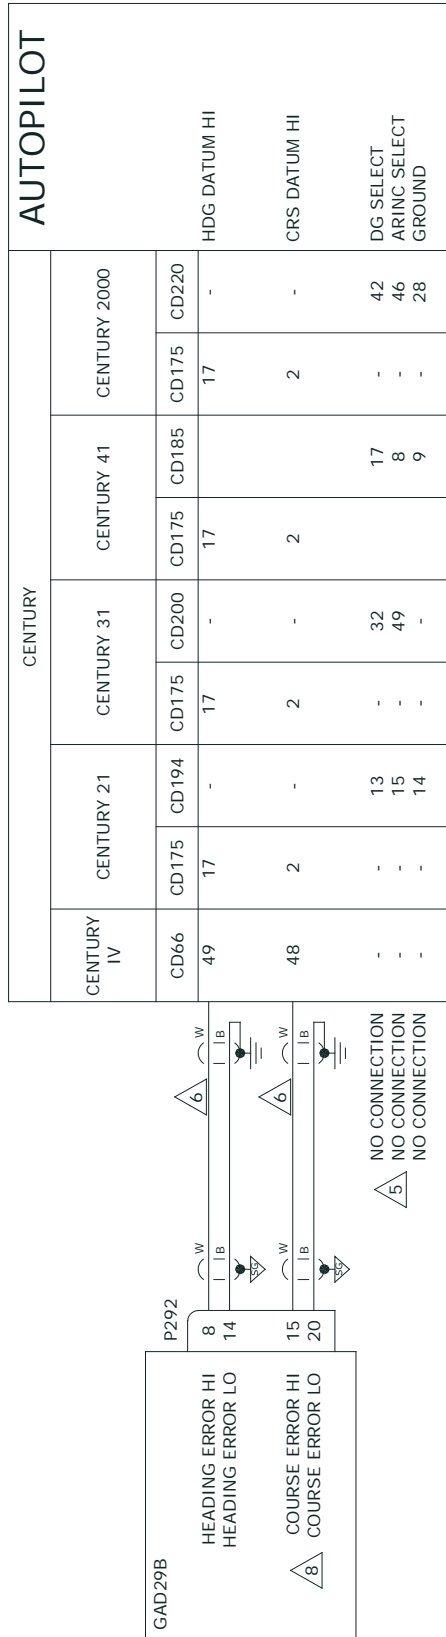 CENTURY AUTOPILOT
CENTURY IV CENTURY 21 CENTURY 31 CENTURY 41 CENTURY 2000
GAD29B P292 CD66 CD175 CD194 CD175 CD200 CD175 CD185 CD175 CD220
HEADING ERROR HI 8 W 6 W 49 17 - 17 - 17 17 - HDG DATUM HI
HEADING ERROR LO 14 B B
SG
COURSE ERROR HI 15 W 6 W 48 2 - 2 - 2 2 - CRS DATUM HI
8 COURSE ERROR LO 20 B B
SG
NO CONNECTION - - 13 - 32 17 - 42 DG SELECT
5 NO CONNECTION - - 15 - 49 8 - 46 ARINC SELECT
NO CONNECTION - - 14 - - 9 - 28 GROUND